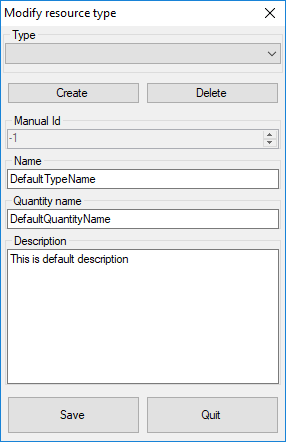 Modify resource type
Type
Create
Delete
Manual Id
-1
Name
DefaultTypeName
Quantity name
DefaultQuantityName
Description
This is default description
Save
Quit